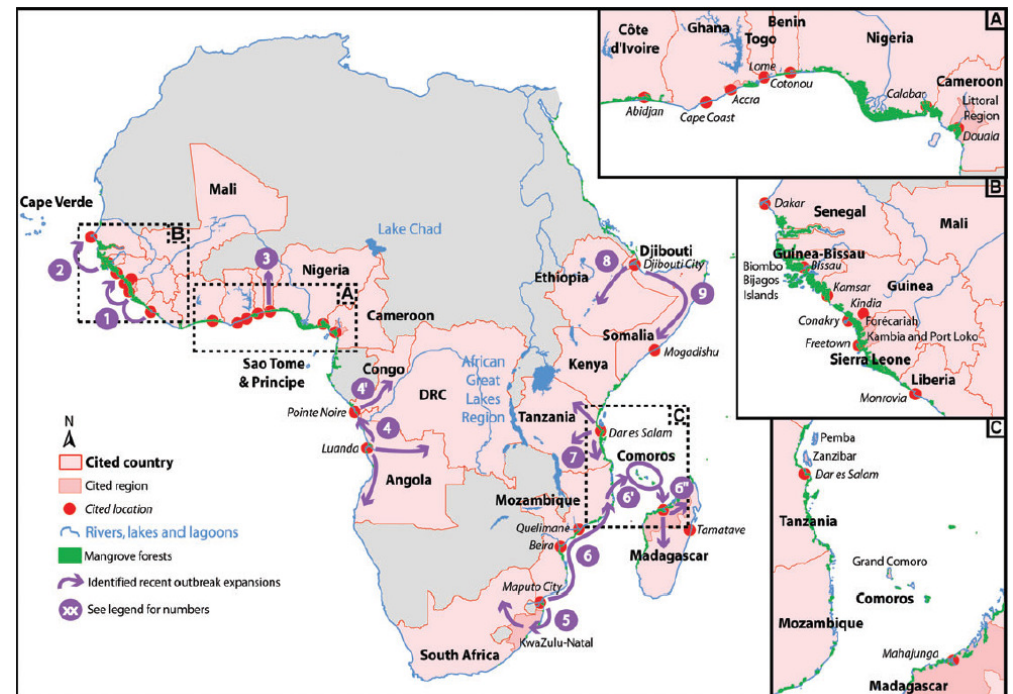 Cape Verde
Mali
B
2
1
3
Lake Chad
Nigeria
A
Cameroon
Sao Tome
& Principe
Congo
4'
4
DRC
Pointe Noire
Luanda
Angola
African
Great
Lakes
Region
Ethiopia
8
Djibouti
Djibouti City
9
Somalia
Mogadishu
Kenya
Tanzania
C
Dar es Salam
7
Comoros
6'
6"
Mozambique
Quelimane
Beira
6
Tamatave
Madagascar
Maputo City
5
KwaZulu-Natal
South Africa
N
Cited country
Cited region
Cited location
Rivers, lakes and lagoons
Mangrove forests
Identified recent outbreak expansions
xx See legend for numbers
A
Côte
d'Ivoire
Ghana
Togo
Benin
Nigeria
Lome
Cotonou
Accra
Cape Coast
Abidjan
Calabar
Cameroon
Littoral
Region
Douala
B
Dakar
Senegal
Mali
Guinea-Bissau
Bissau
Biombo
Bijagos
Islands
Kamsar
Guinea
Kindia
Conakry
Forécariah
Kambia and Port Loko
Freetown
Sierra Leone
Liberia
Monrovia
C
Pemba
Zanzibar
Dar es Salam
Tanzania
Grand Comoro
Comoros
Mozambique
Mahajunga
Madagascar